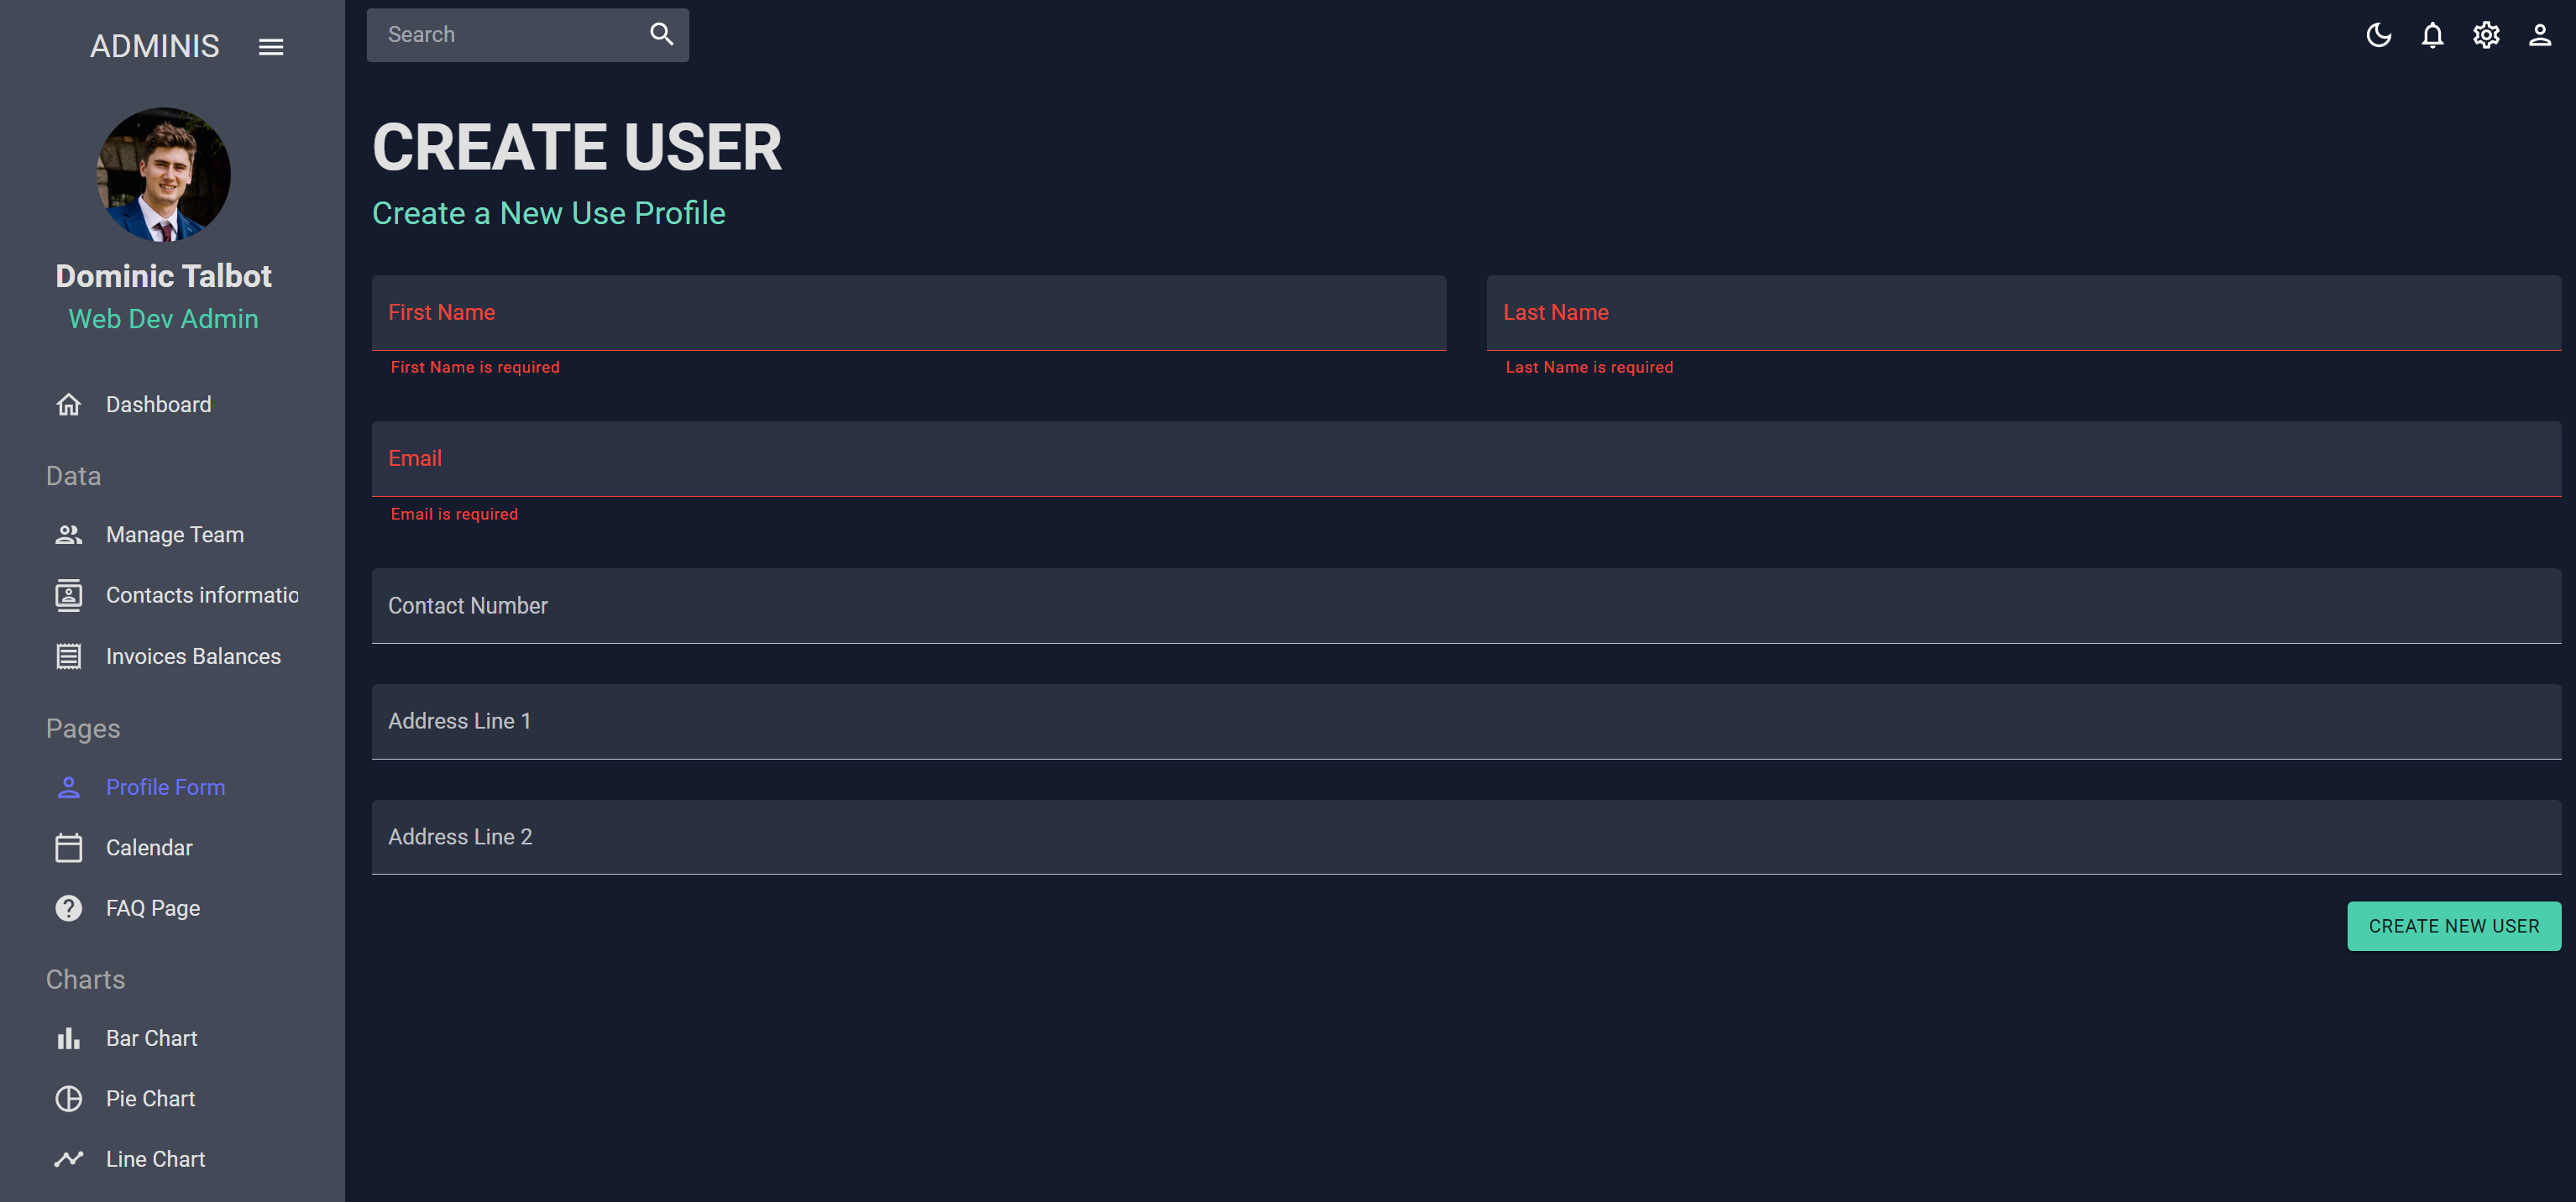 ADMINIS
Dominic Talbot
Web Dev Admin
Dashboard
Data
Manage Team
Contacts informatio
Invoices Balances
Pages
Profile Form
Calendar
FAQ Page
Charts
Bar Chart
Pie Chart
Line Chart
Search
CREATE USER
Create a New Use Profile
First Name
Last Name
First Name is required
Last Name is required
Email
Email is required
Contact Number
Address Line 1
Address Line 2
CREATE NEW USER